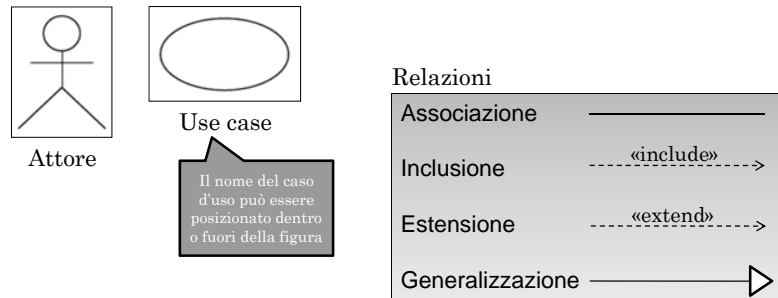 Attore
Use case
Il nome del caso
d'uso può essere
posizionato dentro
o fuori della figura
Relazioni
Associazione
Inclusione «include»
Estensione «extend»
Generalizzazione